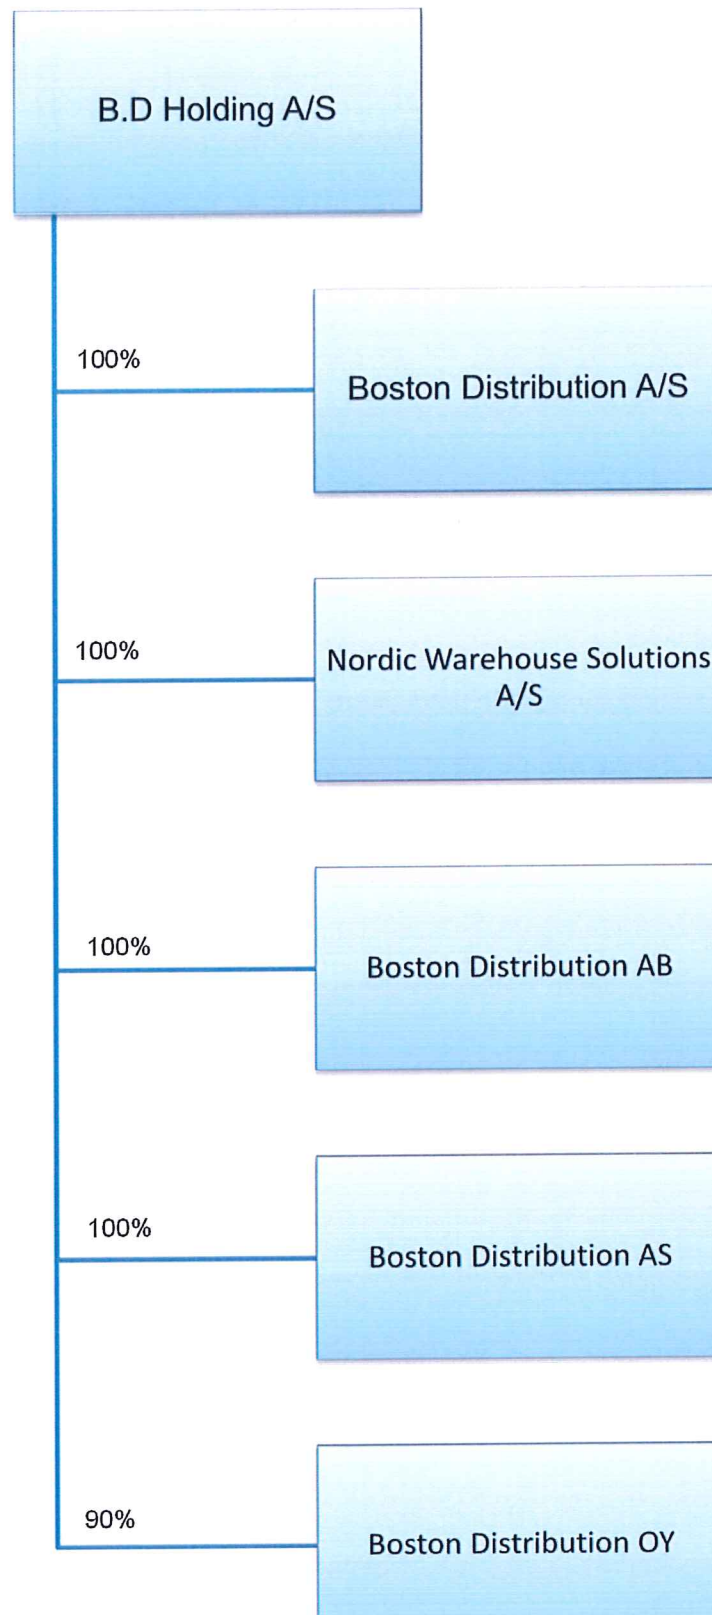 B.D Holding A/S
100%
Boston Distribution A/S
100%
Nordic Warehouse Solutions
A/S
100%
Boston Distribution AB
100%
Boston Distribution AS
90%
Boston Distribution OY